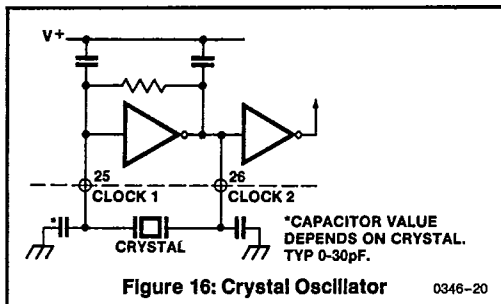 V+
25
CLOCK 1
26
CLOCK 2
*
CRYSTAL
*CAPACITOR VALUE
DEPENDS ON CRYSTAL.
TYP 0-30pF.
Figure 16: Crystal Oscillator
0346-20